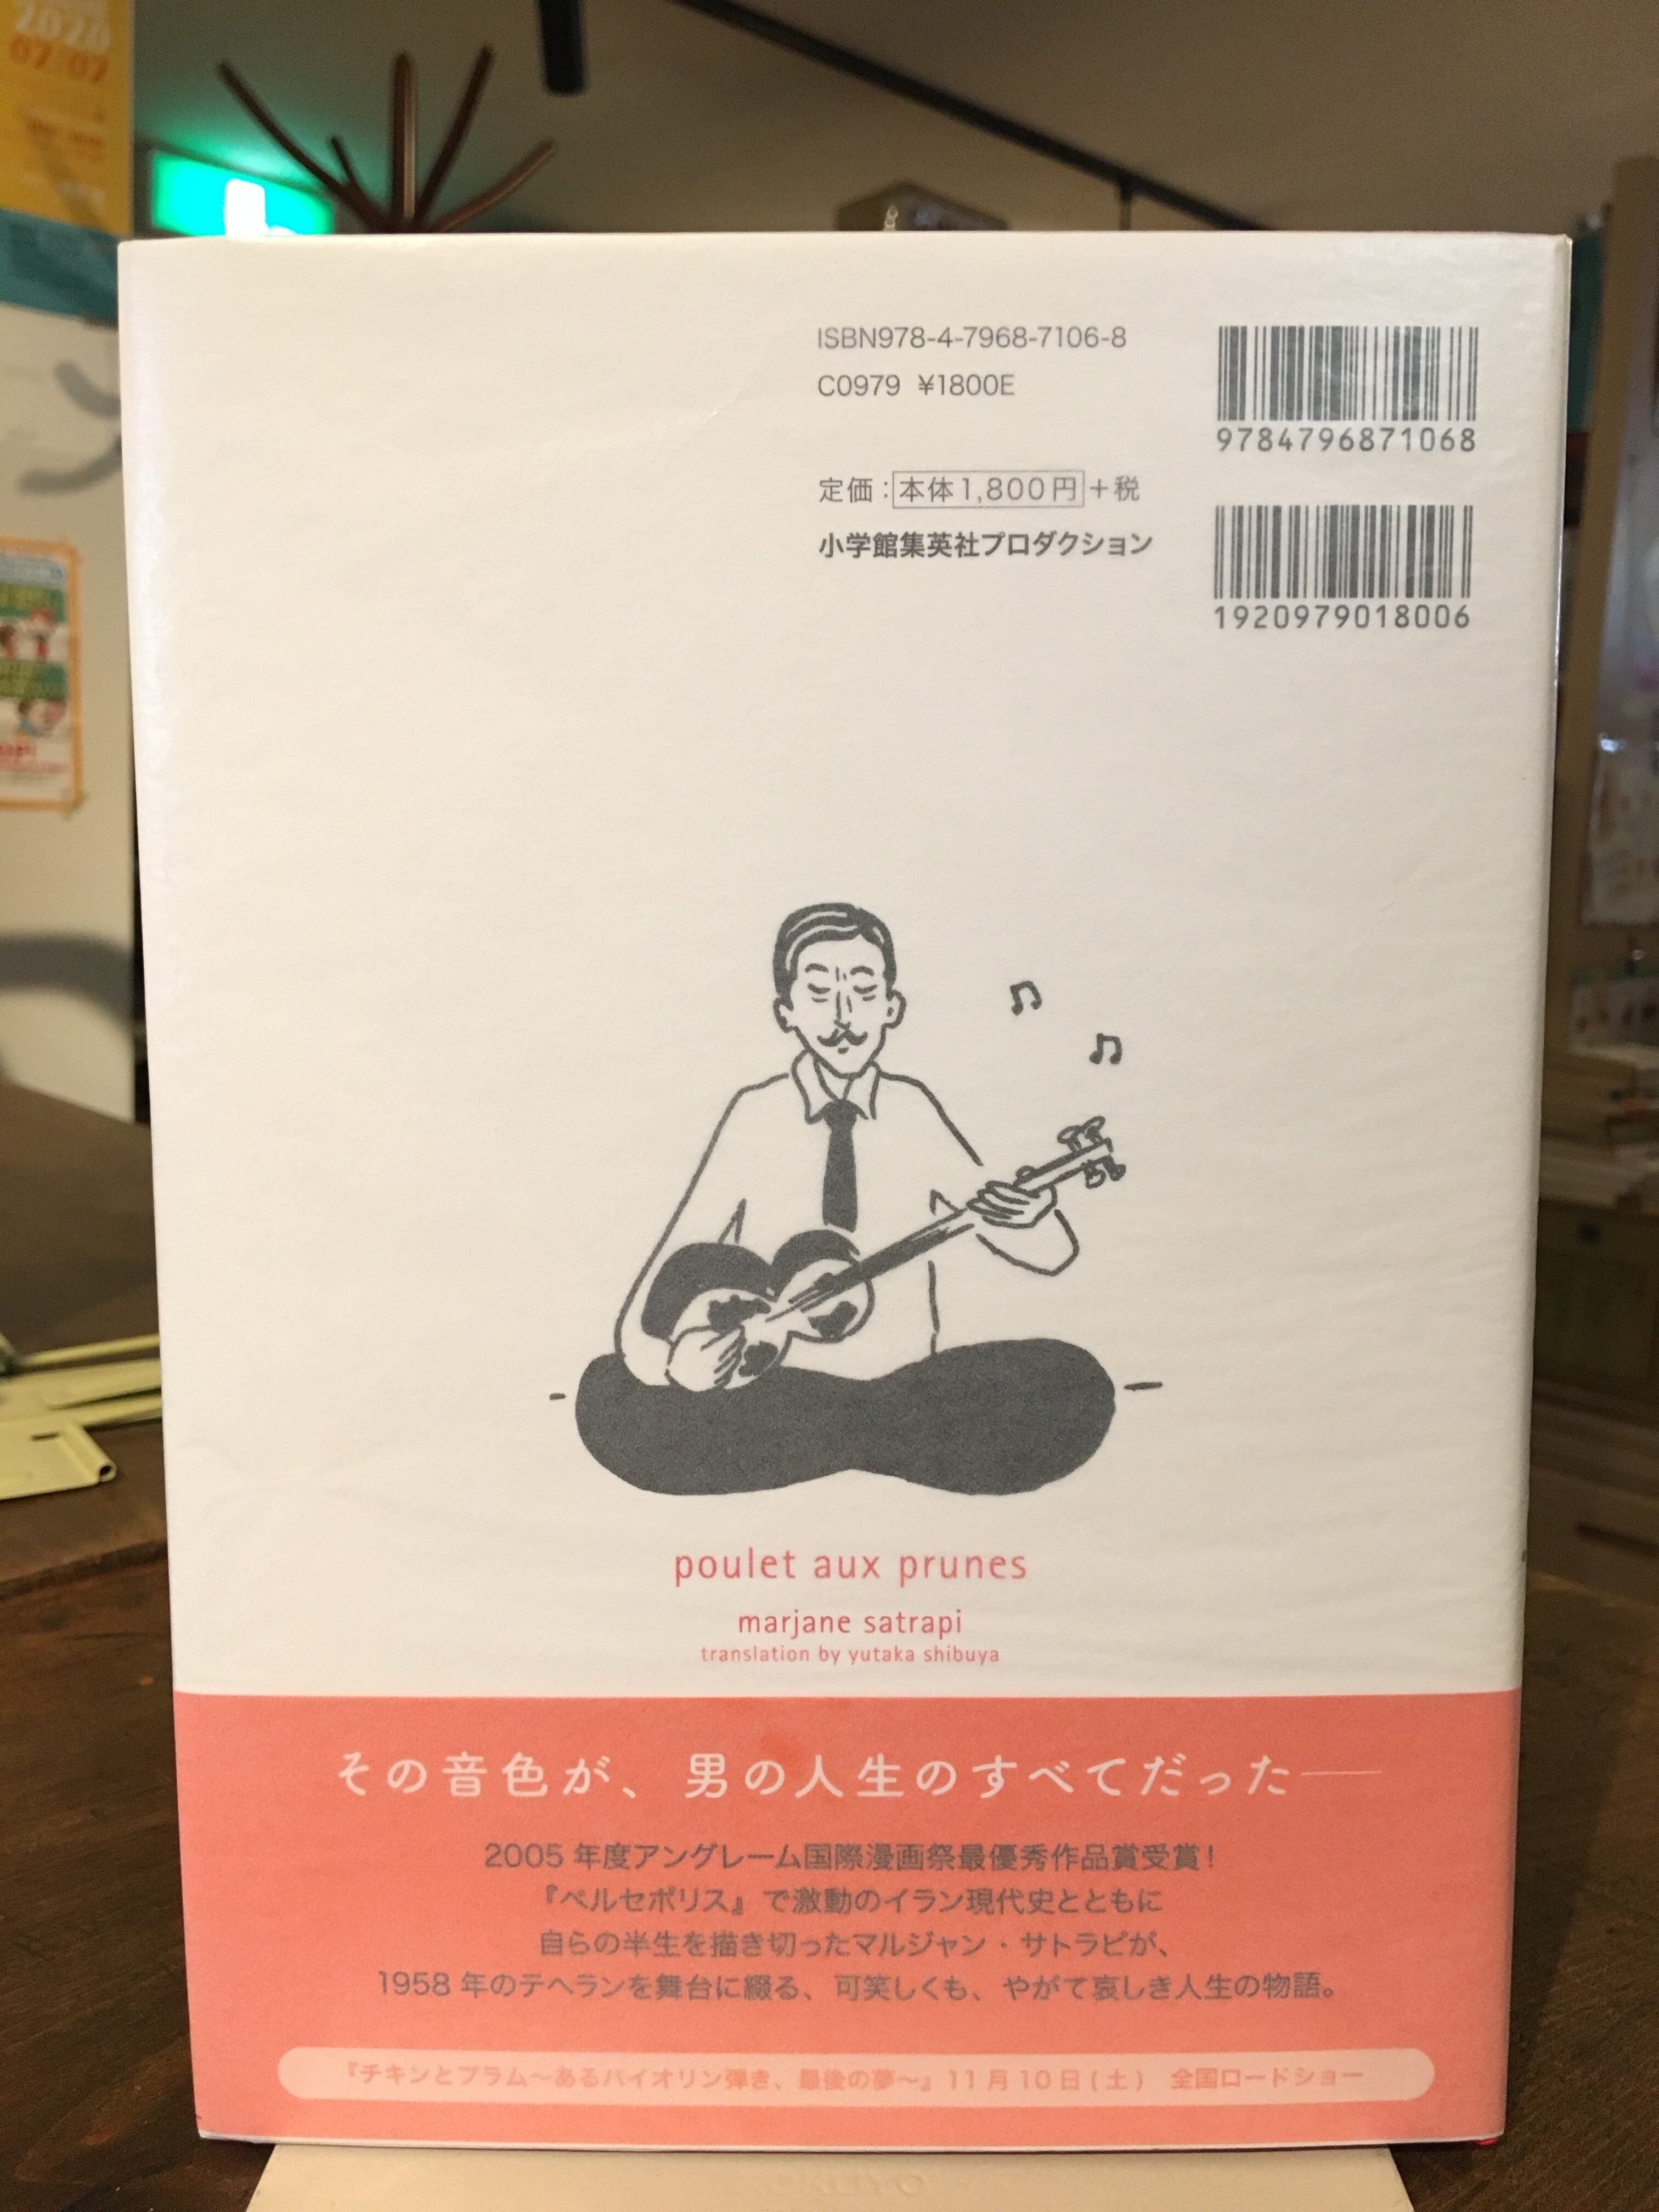 2020
07 07
ISBN978-4-7968-7106-8
C0979 ¥1800E
9784796871068
定価：本体1,800円＋税
小学館集英社プロダクション
1920979018006
poulet aux prunes
marjane satrapi
translation by yutaka shibuya
その音色が、男の人生のすべてだった——
2005年度アングレーム国際漫画祭最優秀作品賞受賞！
『ペルセポリス』で激動のイラン現代史とともに
自らの半生を描き切ったマルジャン・サトラピが、
1958年のテヘランを舞台に綴る、可笑しくも、やがて哀しき人生の物語。
『チキンとプラム〜あるバイオリン弾き、最後の夢〜』11月10日(土) 全国ロードショー